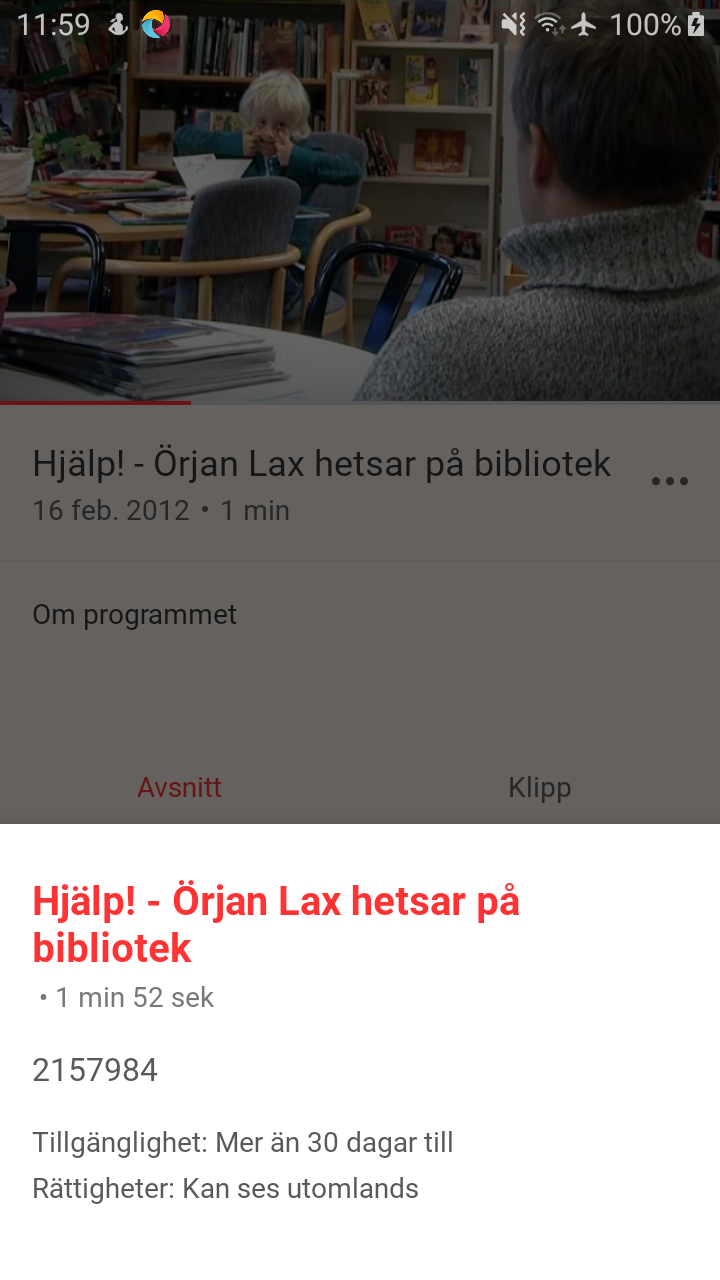 11:59
100%
Hjälp! - Örjan Lax hetsar på bibliotek
16 feb. 2012 • 1 min
Om programmet
Avsnitt
Klipp
Hjälp! - Örjan Lax hetsar på
bibliotek
• 1 min 52 sek
2157984
Tillgänglighet: Mer än 30 dagar till
Rättigheter: Kan ses utomlands